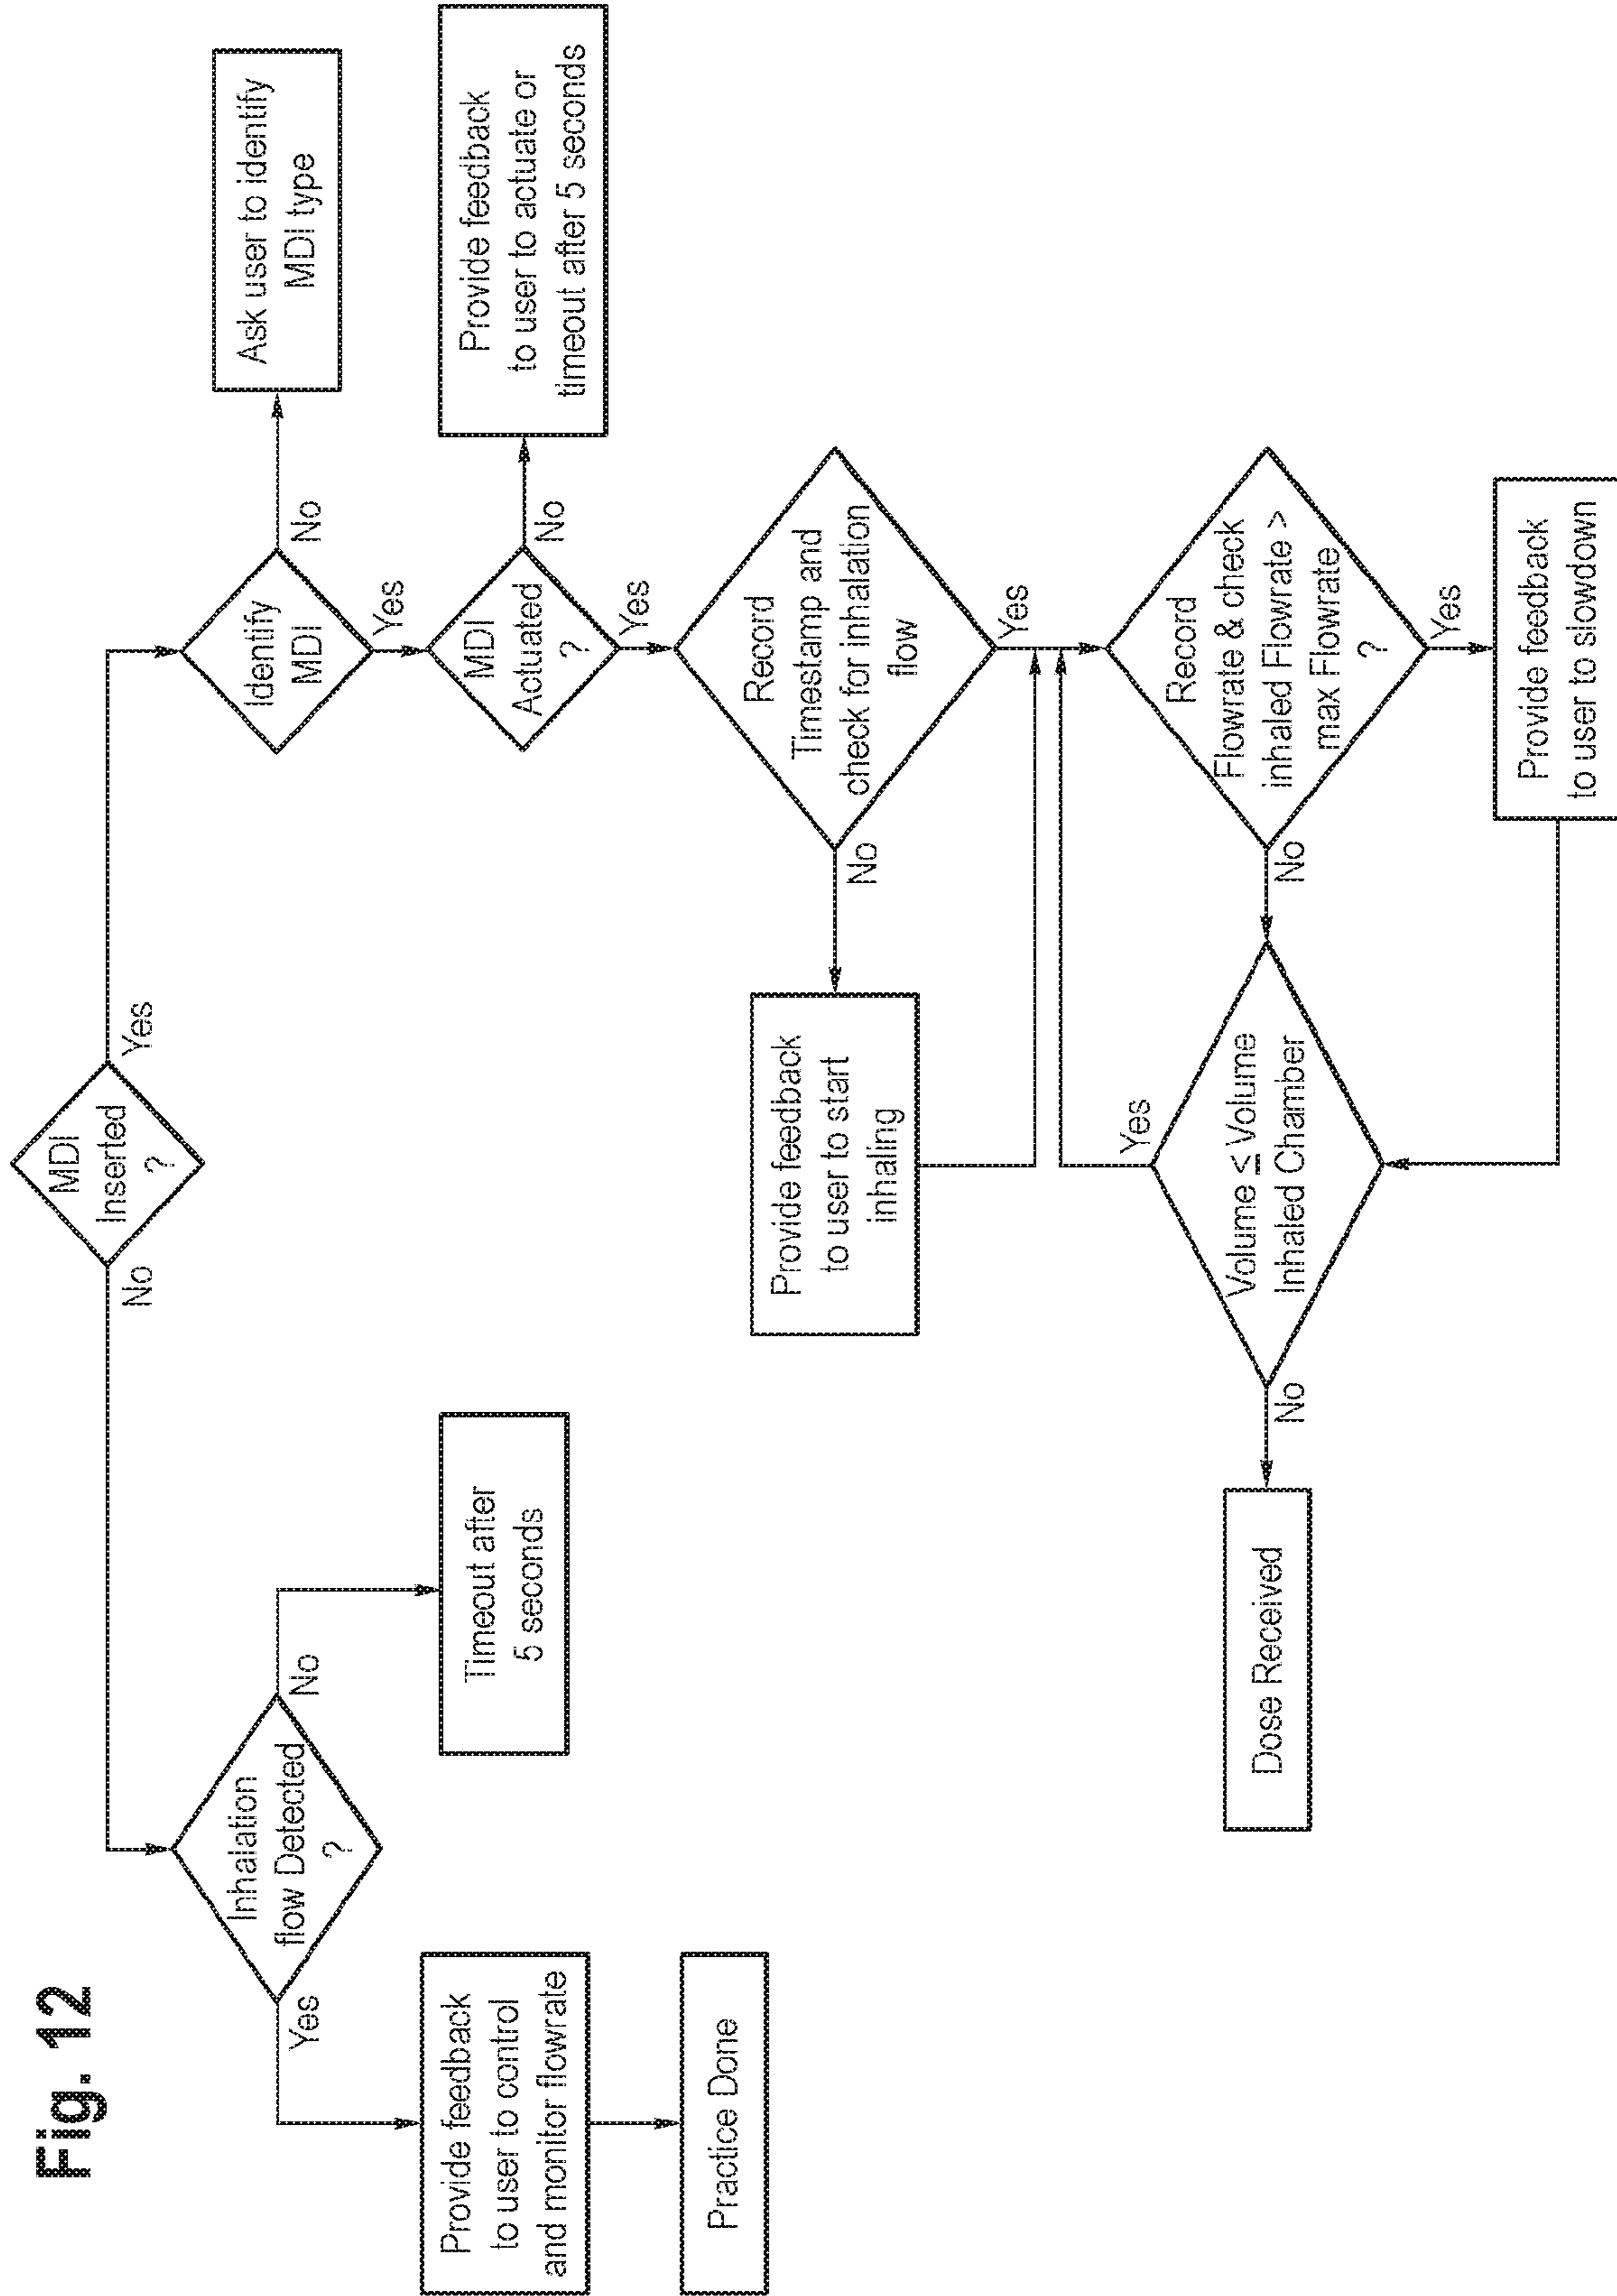 Fig. 12
MDI
Inserted
?
No
Yes
Inhalation
flow Detected
?
Yes
No
Provide feedback
to user to control
and monitor flowrate
Practice Done
Timeout after
5 seconds
Identify
MDI
No
Yes
Ask user to identify
MDI type
MDI
Actuated
?
No
Yes
Provide feedback
to user to actuate or
timeout after 5 seconds
Record
Timestamp and
check for inhalation
flow
No
Yes
Provide feedback
to user to start
inhaling
Record
Flowrate & check
inhaled Flowrate >
max Flowrate
?
No
Yes
Provide feedback
to user to slowdown
Volume ≤ Volume
Inhaled Chamber
Yes
No
Dose Received